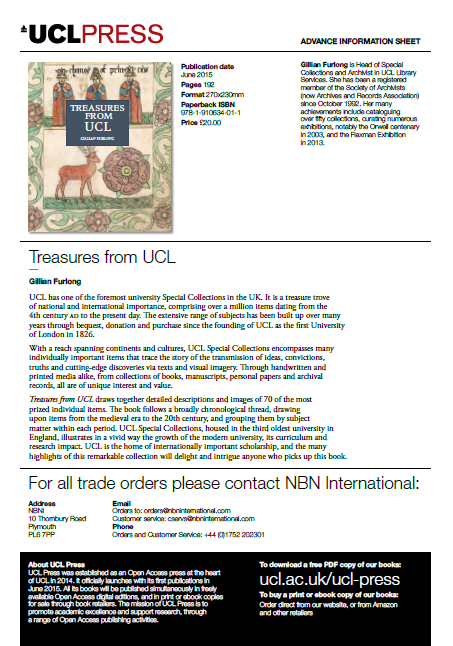 UCLPRESS
ADVANCE INFORMATION SHEET
TREASURES
FROM
UCL
GILLIAN FURLONG
Publication date
June 2015
Pages 192
Format 270x230mm
Paperback ISBN
978-1-910634-01-1
Price £20.00
Gillian Furlong is Head of Special
Collections and Archivist in UCL Library
Services. She has been a registered
member of the Society of Archivists
(now Archives and Records Association)
since October 1992. Her many
achievements include cataloguing
over fifty collections, curating numerous
exhibitions, notably the Orwell centenary
in 2003, and the Flaxman Exhibition
in 2013.
Treasures from UCL
Gillian Furlong
UCL has one of the foremost university Special Collections in the UK. It is a treasure trove
of national and international importance, comprising over a million items dating from the
4th century AD to the present day. The extensive range of subjects has been built up over many
years through bequest, donation and purchase since the founding of UCL as the first University
of London in 1826.
With a reach spanning continents and cultures, UCL Special Collections encompasses many
individually important items that trace the story of the transmission of ideas, convictions,
truths and cutting-edge discoveries via texts and visual imagery. Through handwritten and
printed media alike, from collections of books, manuscripts, personal papers and archival
records, all are of unique interest and value.
Treasures from UCL draws together detailed descriptions and images of 70 of the most
prized individual items. The book follows a broadly chronological thread, drawing
upon items from the medieval era to the 20th century, and grouping them by subject
matter within each period. UCL Special Collections, housed in the third oldest university in
England, illustrates in a vivid way the growth of the modern university, its curriculum and
research impact. UCL is the home of internationally important scholarship, and the many
highlights of this remarkable collection will delight and intrigue anyone who picks up this book.
For all trade orders please contact NBN International:
Address
NBNi
10 Thornbury Road
Plymouth
PL6 7PP
Email
Orders to: orders@nbninternational.com
Customer service: cservs@nbninternational.com
Phone
Orders and Customer Service: +44 (0)1752 202301
About UCL Press
UCL Press was established as an Open Access press at the heart
of UCL in 2014. It officially launches with its first publications in
June 2015. All its books will be published simultaneously in freely
available Open Access digital editions, and in print or ebook copies
for sale through book retailers. The mission of UCL Press is to
promote academic excellence and support research, through
a range of Open Access publishing activities.
To download a free PDF copy of our books:
ucl.ac.uk/ucl-press
To buy a print or ebook copy of our books:
Order direct from our website, or from Amazon
and other retailers